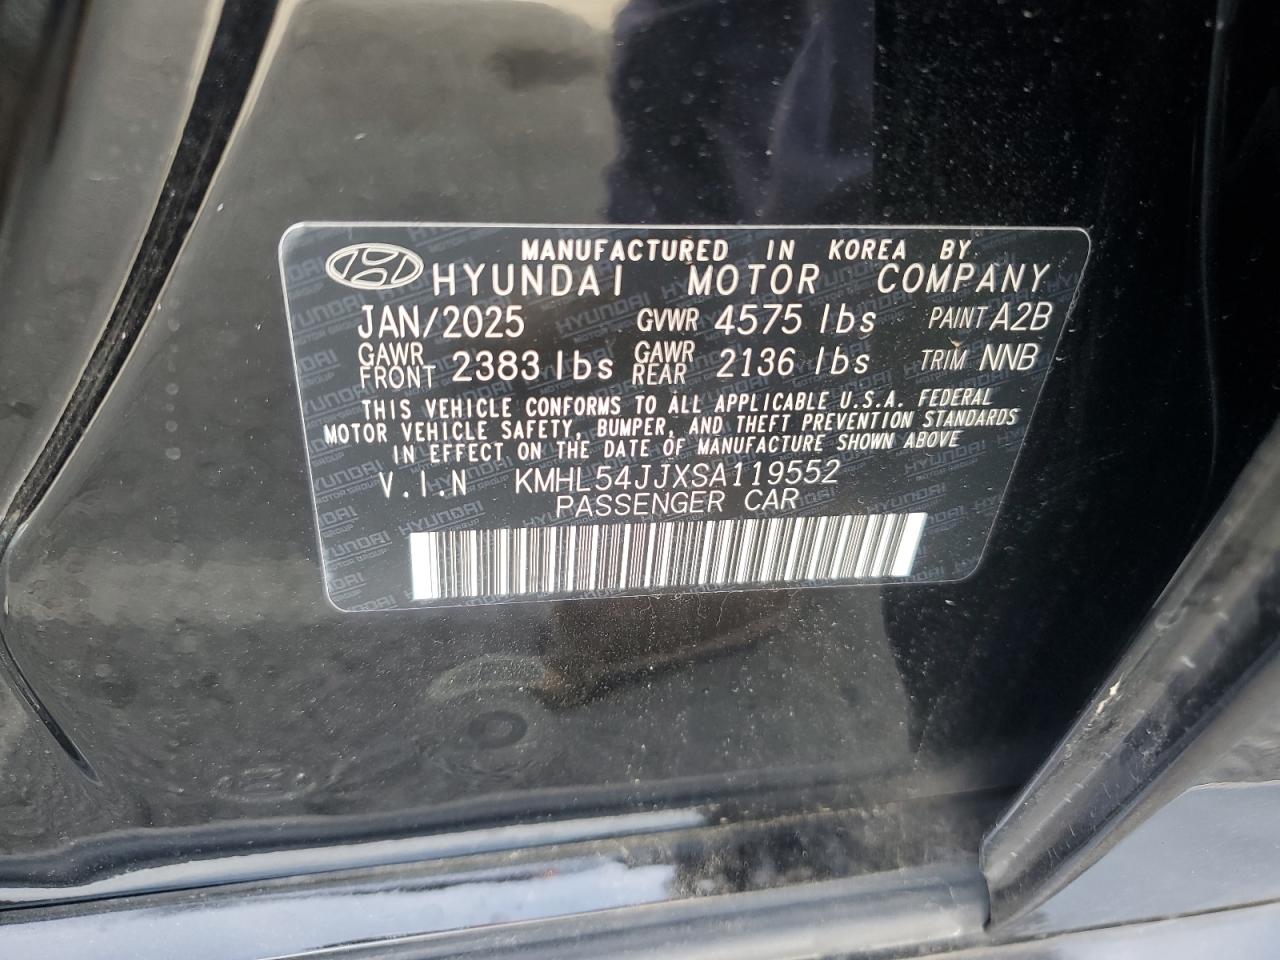 MANUFACTURED IN KOREA BY
HYUNDAI MOTOR COMPANY
JAN/2025 GVWR 4575 lbs PAINT A2B
GAWR FRONT 2383 lbs GAWR REAR 2136 lbs TRIM NNB
THIS VEHICLE CONFORMS TO ALL APPLICABLE U.S.A. FEDERAL
MOTOR VEHICLE SAFETY, BUMPER, AND THEFT PREVENTION STANDARDS
IN EFFECT ON THE DATE OF MANUFACTURE SHOWN ABOVE
V.I.N KMHL54JJXSA119552
PASSENGER CAR